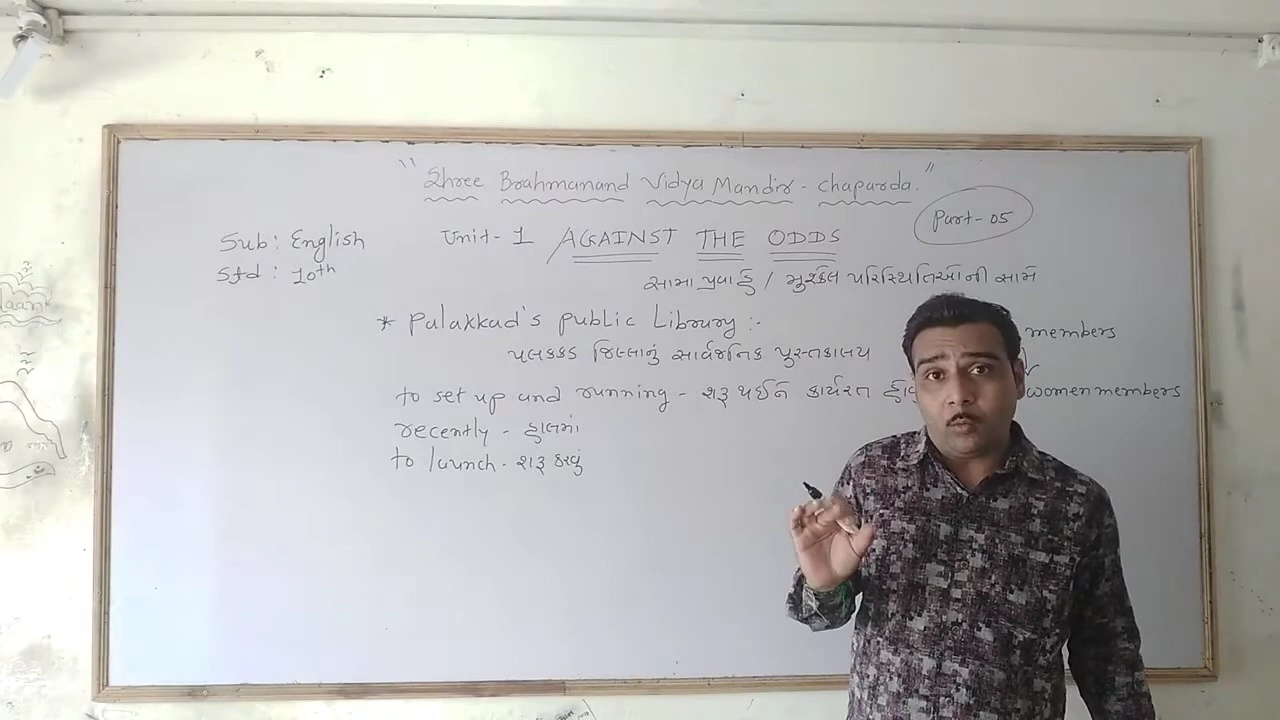 " Shree Brahmanand Vidya Mandir - Chaparda. "
Part - 05
Sub : English
Unit - 1 AGAINST THE ODDS
Std : 10th
સામા પ્રવાહે / મુશ્કેલ પરિસ્થિતિઓની સામે
* Palakkad's public Library :-
members
પલક્કડ જિલ્લાનું સાર્વજનિક પુસ્તકાલય
to set up and running - શરૂ થઈને કાર્યરત
women members
recently - હાલમાં
to launch - શરૂ કરવું